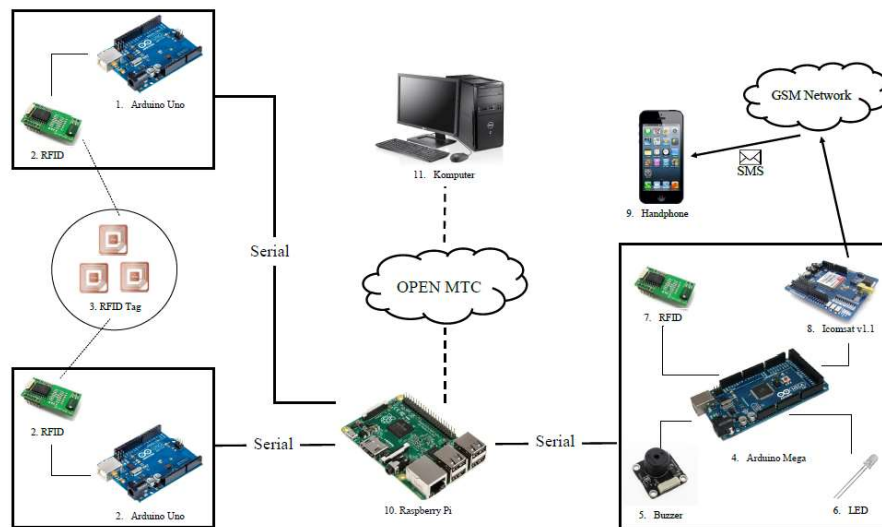 1. Arduino Uno
2. RFID
3. RFID Tag
2. RFID
2. Arduino Uno
Serial
Serial
11. Komputer
OPEN MTC
10. Raspberry Pi
Serial
GSM Network
SMS
9. Handphone
7. RFID
8. Icomsat v1.1
4. Arduino Mega
5. Buzzer
6. LED